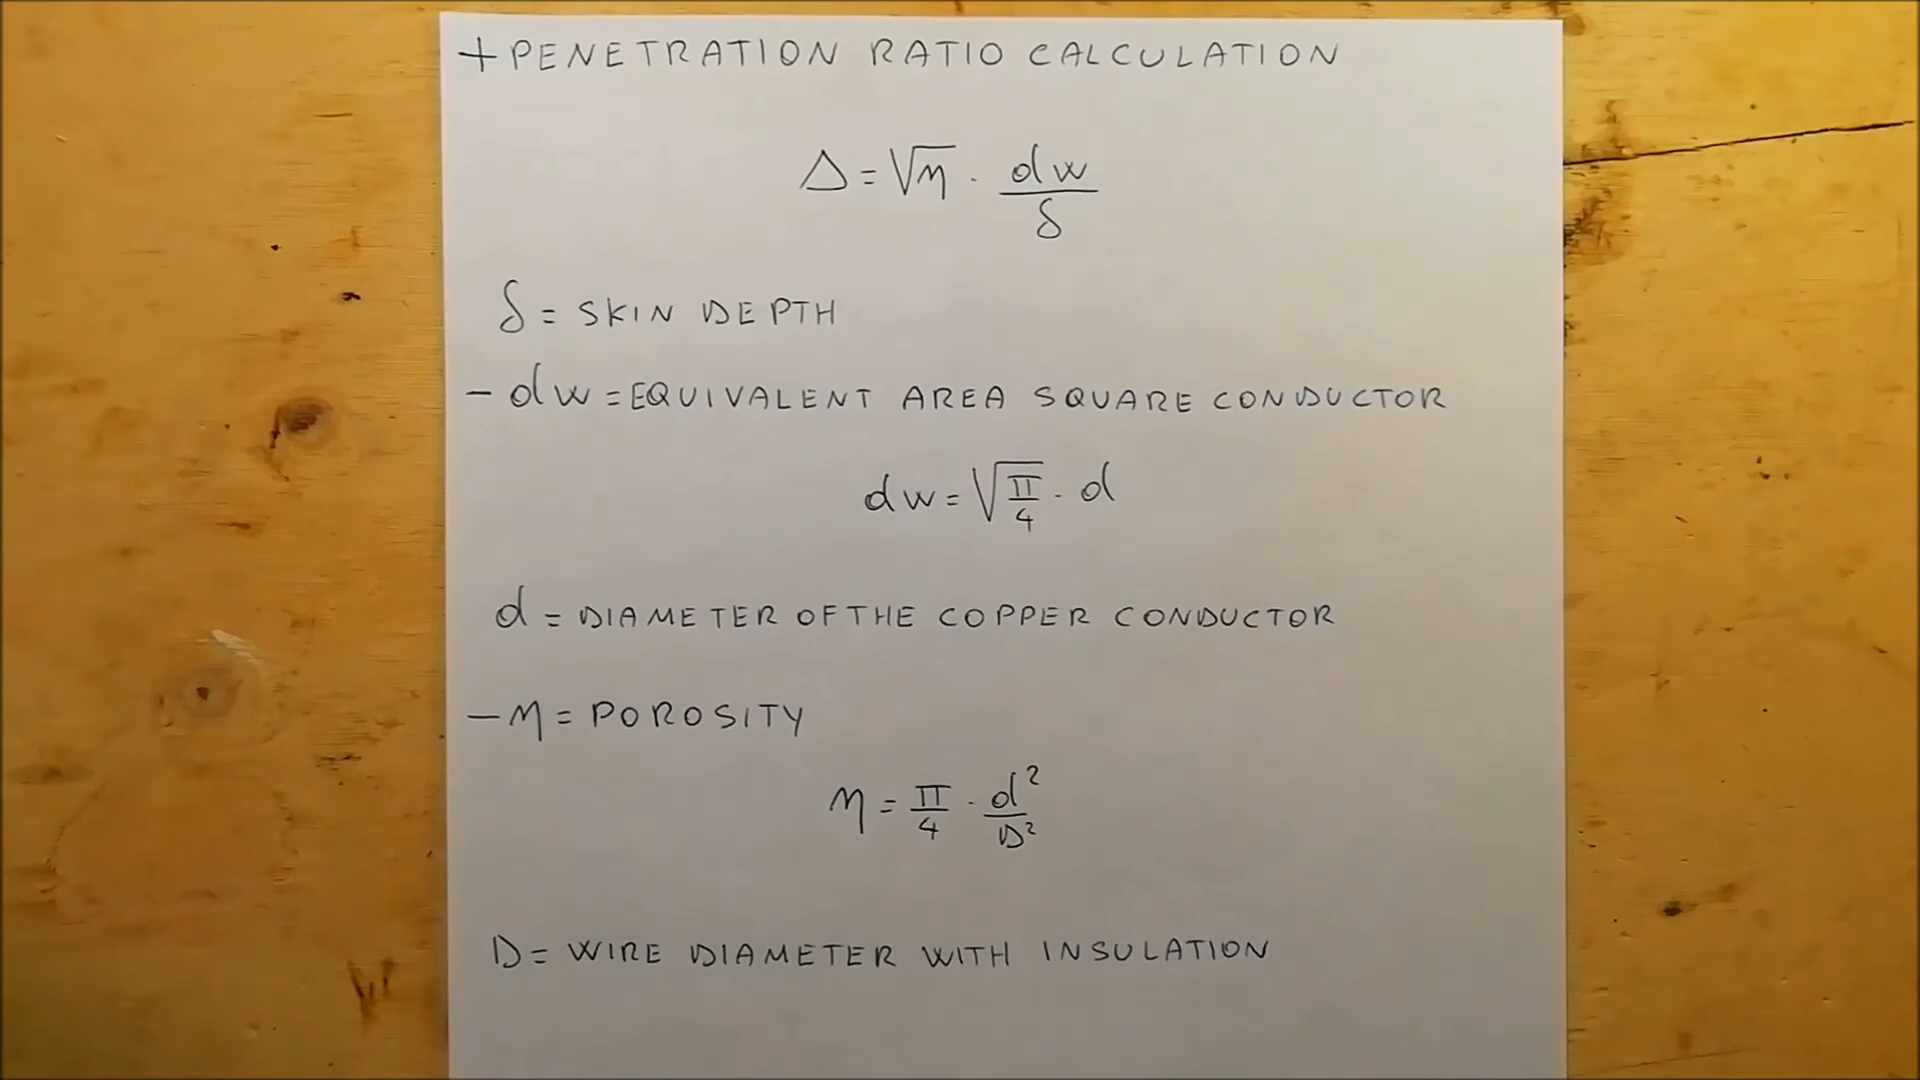 + PENETRATION RATIO CALCULATION
Δ = √η · dw/δ
δ = SKIN DEPTH
- dw = EQUIVALENT AREA SQUARE CONDUCTOR
dw = √(π/4) · d
d = DIAMETER OF THE COPPER CONDUCTOR
- η = POROSITY
η = π/4 · d²/D²
D = WIRE DIAMETER WITH INSULATION